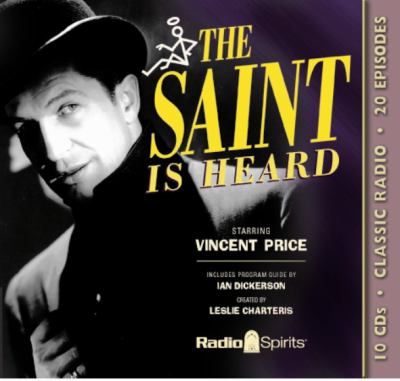 THE
SAINT
IS HEARD
STARRING
VINCENT PRICE
INCLUDES PROGRAM GUIDE BY
IAN DICKERSON
CREATED BY
LESLIE CHARTERIS
Radio Spirits
10 CDs • CLASSIC RADIO • 20 EPISODES